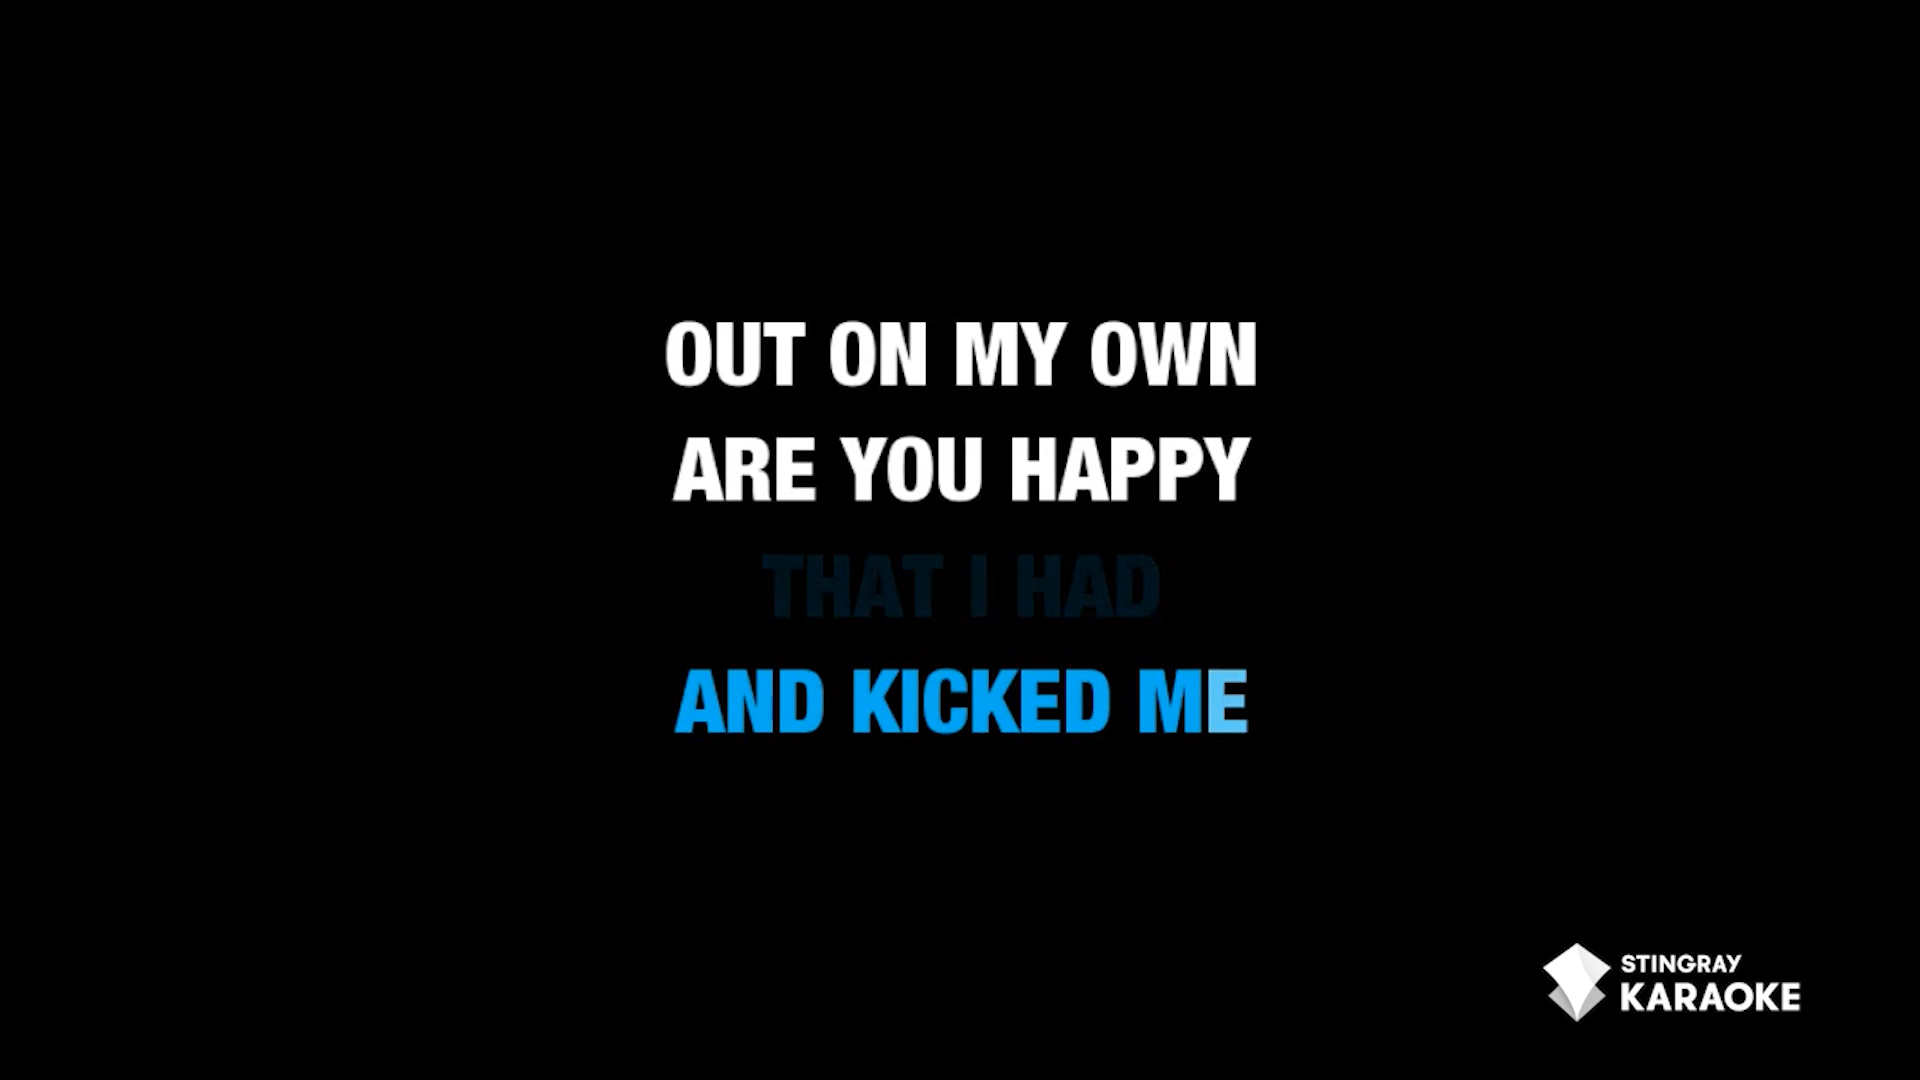 OUT ON MY OWN
ARE YOU HAPPY
THAT I HAD
AND KICKED ME
STINGRAY
KARAOKE